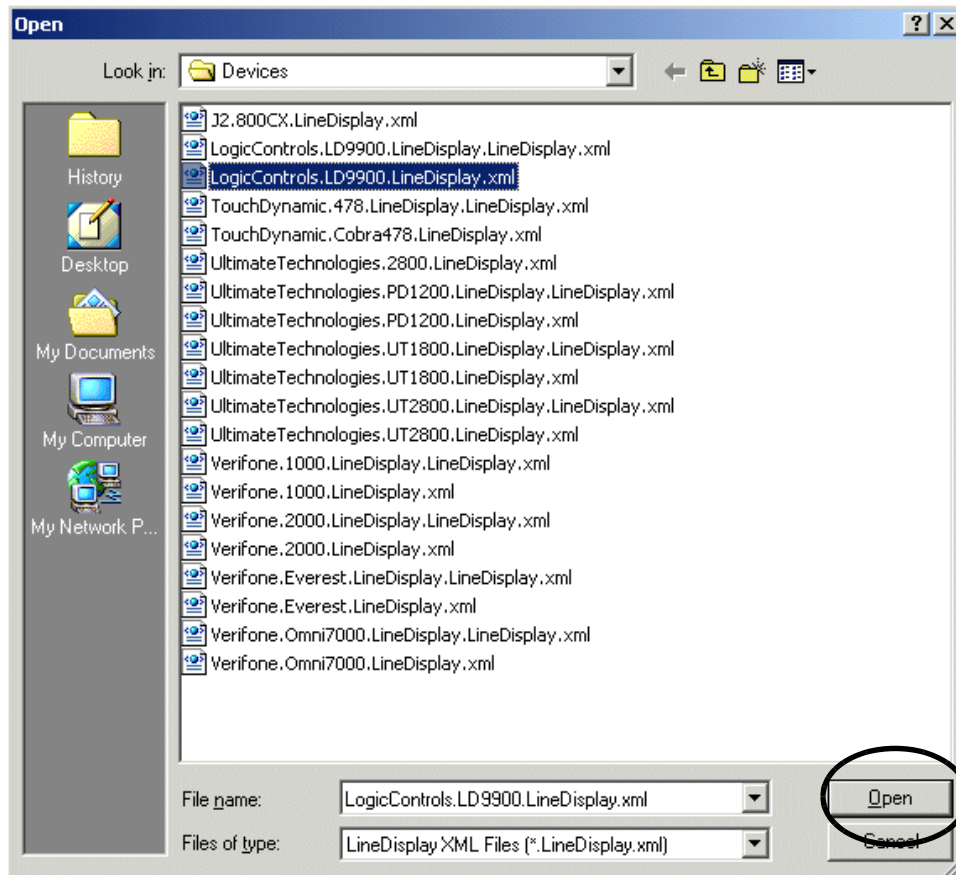 Open
Look in: Devices
History
Desktop
My Documents
My Computer
My Network P...
J2.800CX.LineDisplay.xml
LogicControls.LD9900.LineDisplay.LineDisplay.xml
LogicControls.LD9900.LineDisplay.xml
TouchDynamic.478.LineDisplay.LineDisplay.xml
TouchDynamic.Cobra478.LineDisplay.xml
UltimateTechnologies.2800.LineDisplay.xml
UltimateTechnologies.PD1200.LineDisplay.LineDisplay.xml
UltimateTechnologies.PD1200.LineDisplay.xml
UltimateTechnologies.UT1800.LineDisplay.LineDisplay.xml
UltimateTechnologies.UT1800.LineDisplay.xml
UltimateTechnologies.UT2800.LineDisplay.LineDisplay.xml
UltimateTechnologies.UT2800.LineDisplay.xml
Verifone.1000.LineDisplay.LineDisplay.xml
Verifone.1000.LineDisplay.xml
Verifone.2000.LineDisplay.LineDisplay.xml
Verifone.2000.LineDisplay.xml
Verifone.Everest.LineDisplay.LineDisplay.xml
Verifone.Everest.LineDisplay.xml
Verifone.Omni7000.LineDisplay.LineDisplay.xml
Verifone.Omni7000.LineDisplay.xml
File name: LogicControls.LD9900.LineDisplay.xml Open
Files of type: LineDisplay XML Files (*.LineDisplay.xml) Cancel